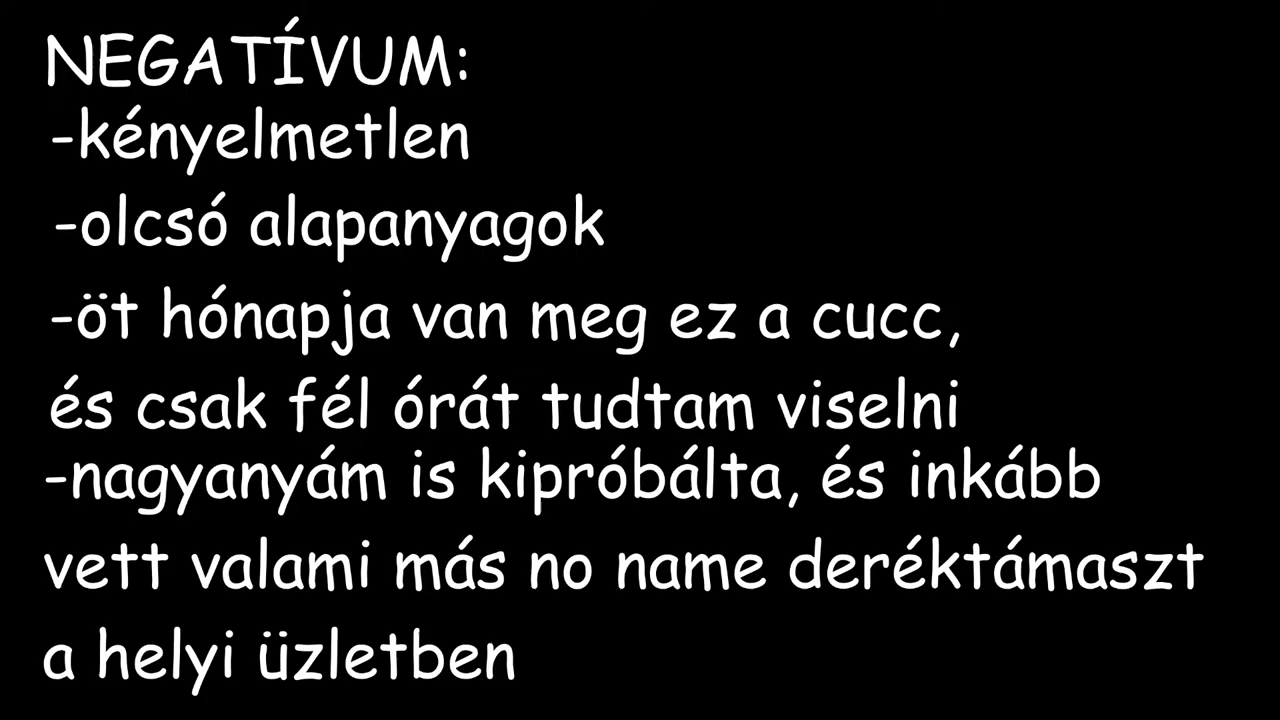 NEGATÍVUM:
-kényelmetlen
-olcsó alapanyagok
-öt hónapja van meg ez a cucc,
és csak fél órát tudtam viselni
-nagyanyám is kipróbálta, és inkább
vett valami más no name deréktámaszt
a helyi üzletben